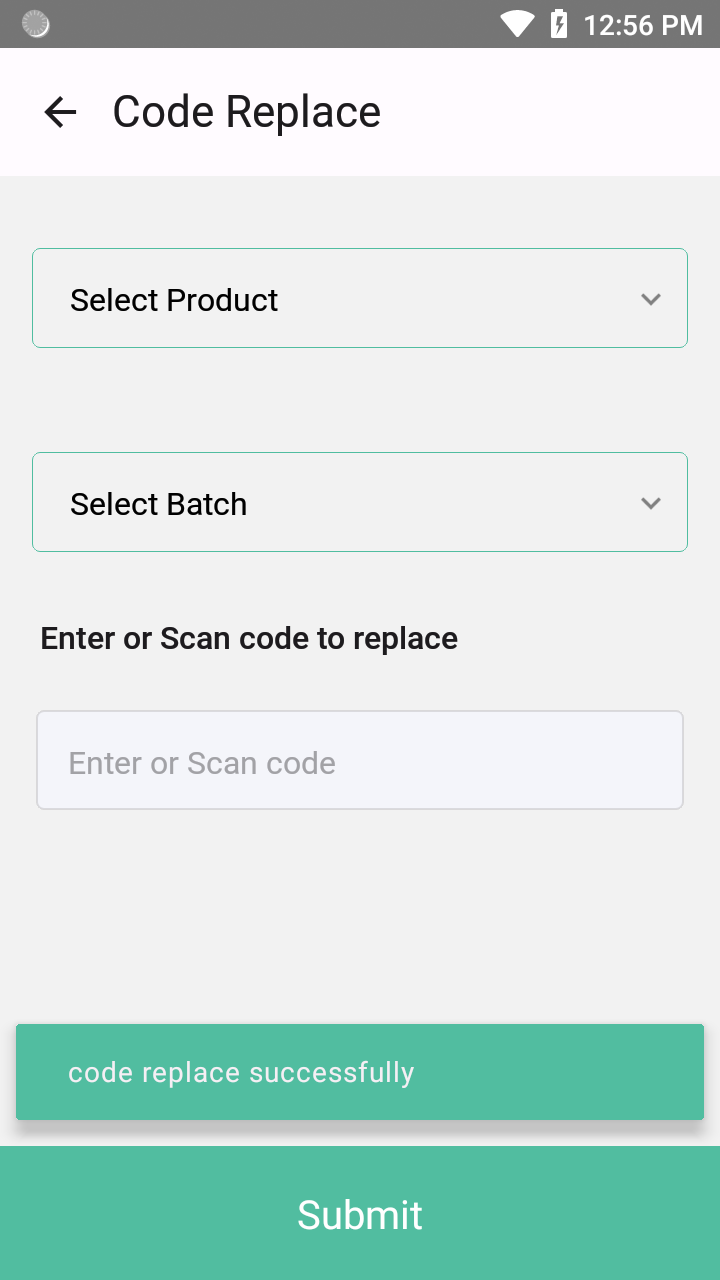 12:56 PM
Code Replace
Select Product
Select Batch
Enter or Scan code to replace
Enter or Scan code
code replace successfully
Submit